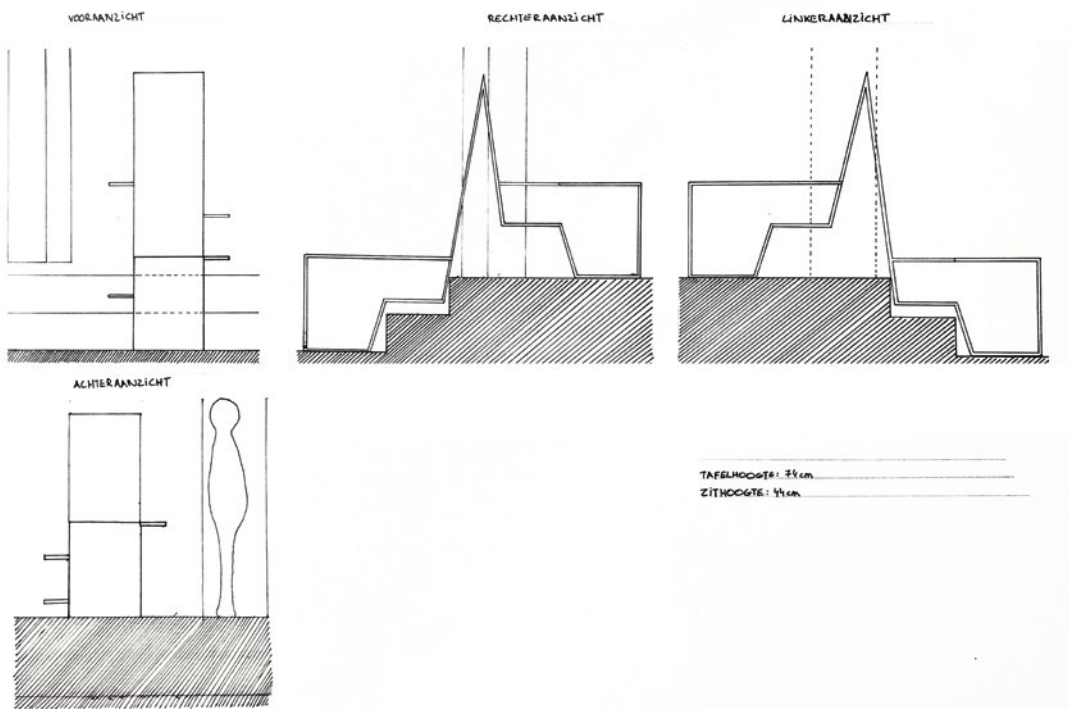 VOORAANZICHT
RECHTERAANZICHT
LINKERAANZICHT
ACHTERAANZICHT
TAFELHOOGTE: 74cm
ZITHOOGTE: 44cm